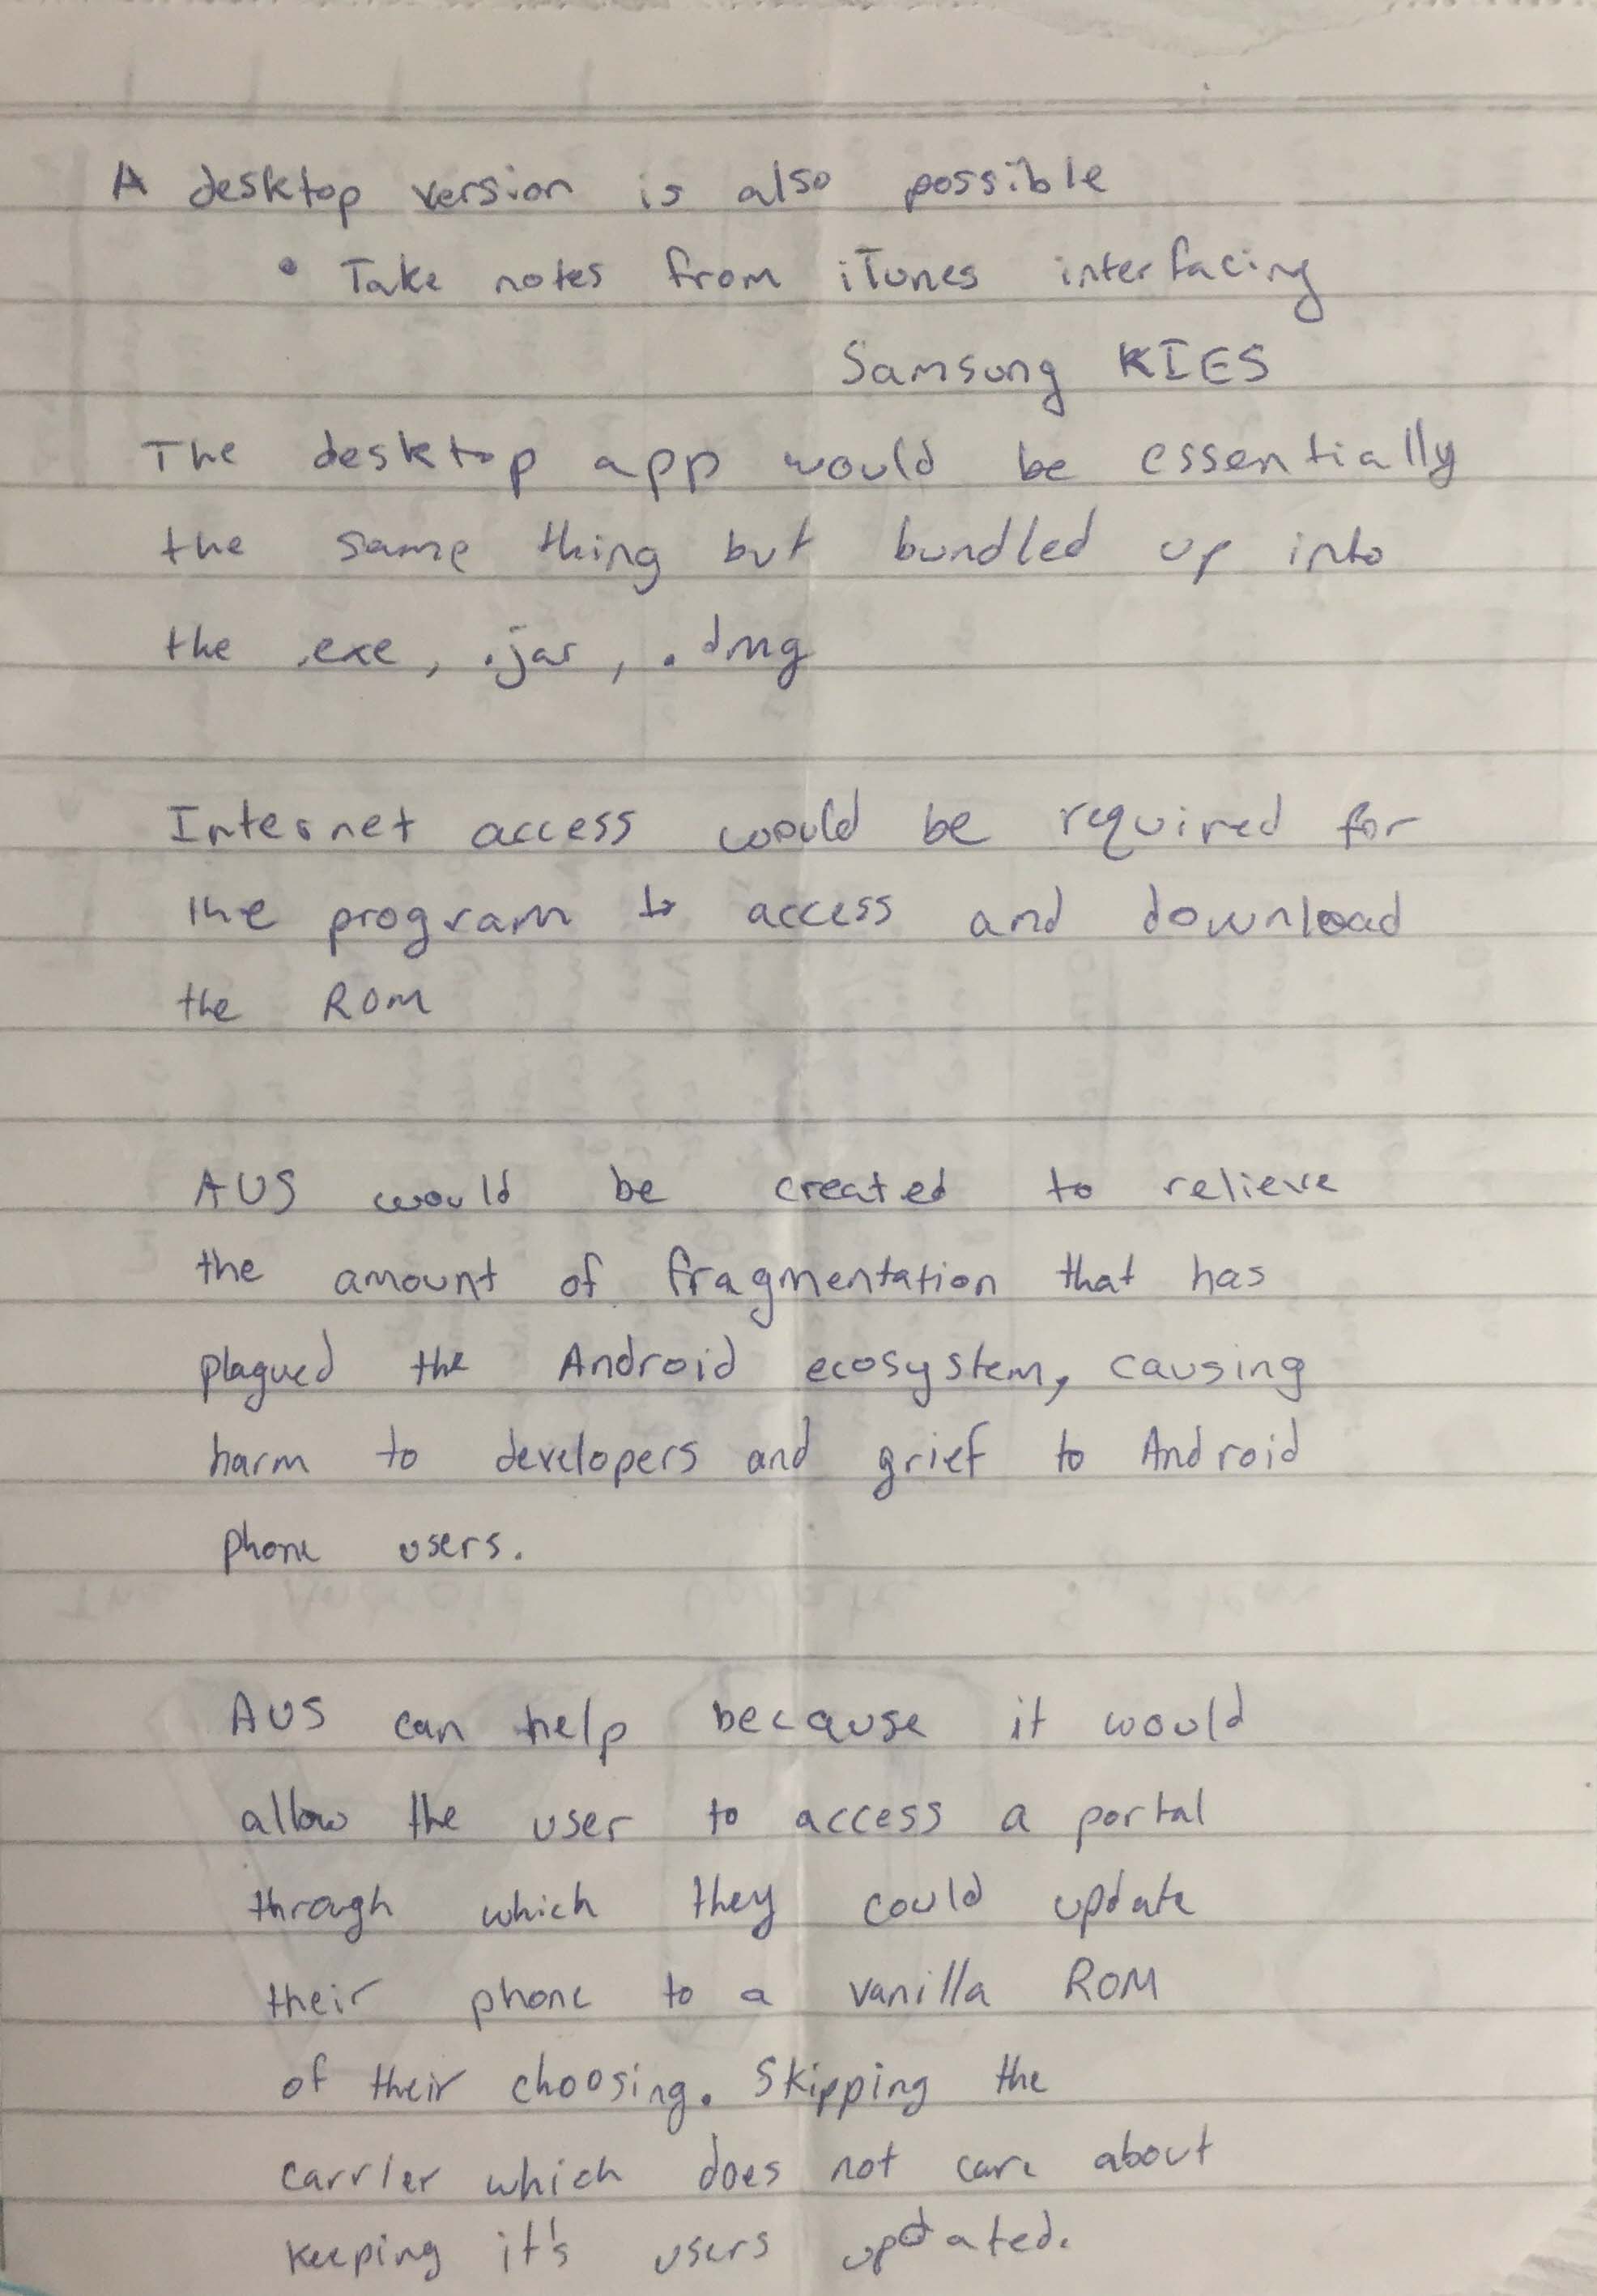 A desktop version is also possible
• Take notes from iTunes interfacing
Samsung KIES
The desktop app would be essentially
the same thing but bundled up into
the .exe, .jar, .dmg
Internet access would be required for
the program to access and download
the ROM
AUS would be created to relieve
the amount of fragmentation that has
plagued the Android ecosystem, causing
harm to developers and grief to Android
phone users.
AUS can help because it would
allow the user to access a portal
through which they could update
their phone to a vanilla ROM
of their choosing. Skipping the
carrier which does not care about
keeping it's users updated.